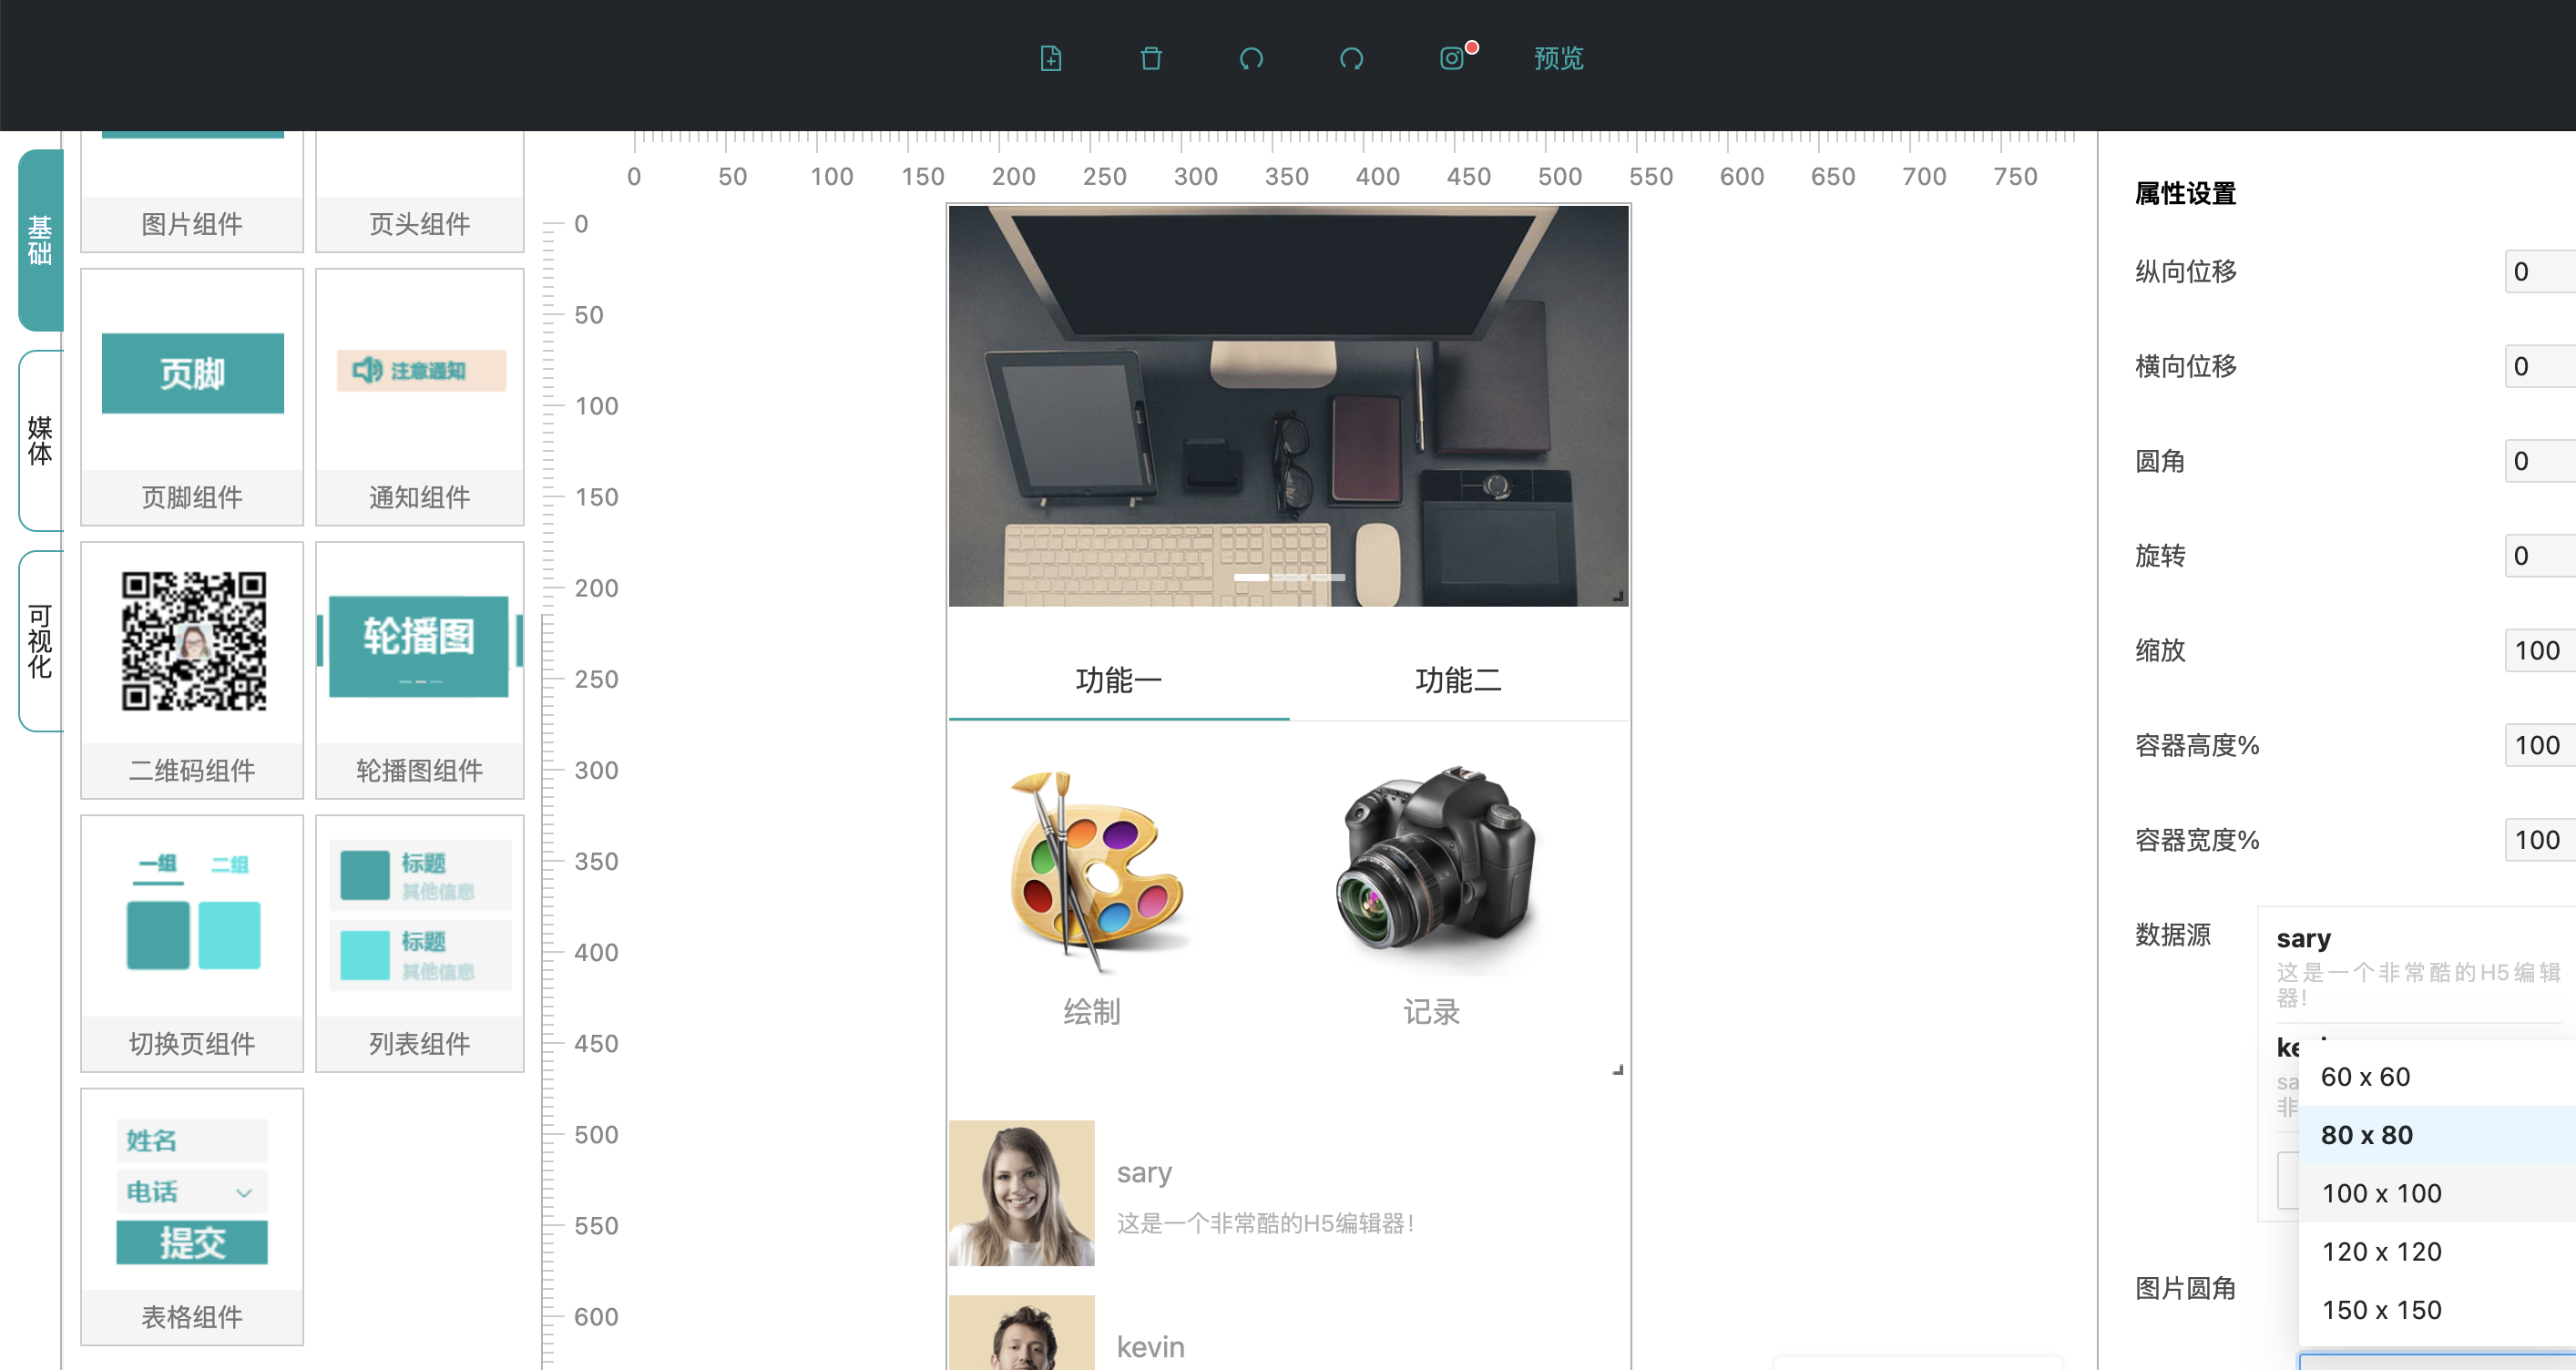 预览
基础
媒体
可视化
图片组件
页头组件
页脚
页脚组件
注意通知
通知组件
二维码组件
轮播图
轮播图组件
一组 二组
切换页组件
标题
其他信息
标题
其他信息
列表组件
姓名
电话
提交
表格组件
0 50 100 150 200 250 300 350 400 450 500 550 600 650 700 750
0
50
100
150
200
250
300
350
400
450
500
550
600
功能一 功能二
绘制 记录
sary
这是一个非常酷的H5编辑器!
kevin
属性设置
纵向位移 0
横向位移 0
圆角 0
旋转 0
缩放 100
容器高度% 100
容器宽度% 100
数据源
sary
这是一个非常酷的H5编辑
器!
ke
sa
非
60 x 60
80 x 80
100 x 100
120 x 120
150 x 150
图片圆角